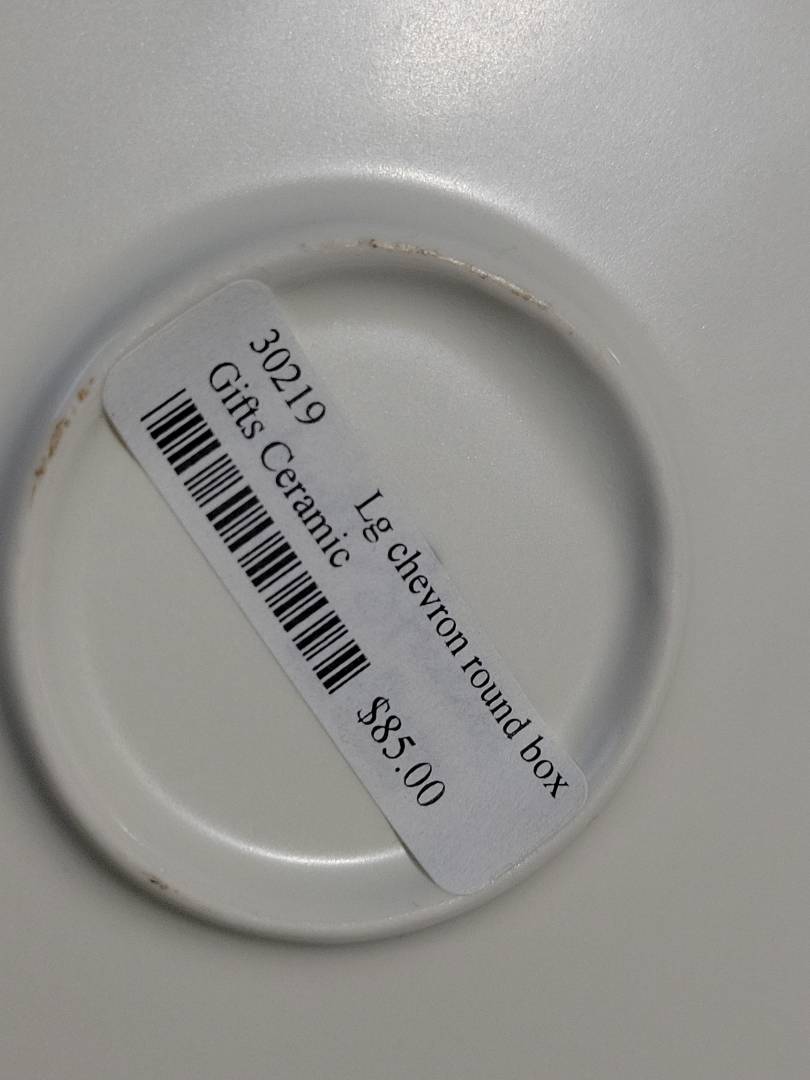 30219
Lg chevron round box
Gifts Ceramic
$85.00